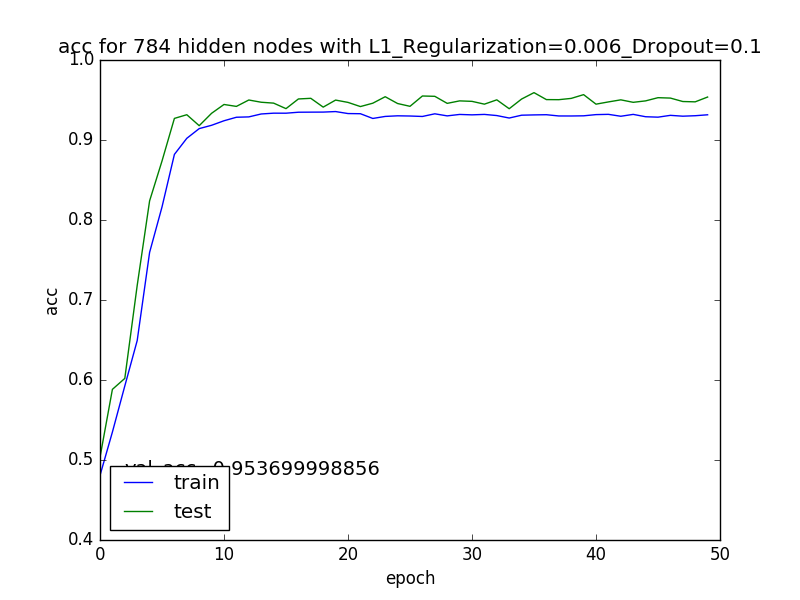 acc for 784 hidden nodes with L1_Regularization=0.006_Dropout=0.1
1.0
0.9
0.8
0.7
0.6
0.5
0.4
acc
953699998856
train
test
0 10 20 30 40 50
epoch